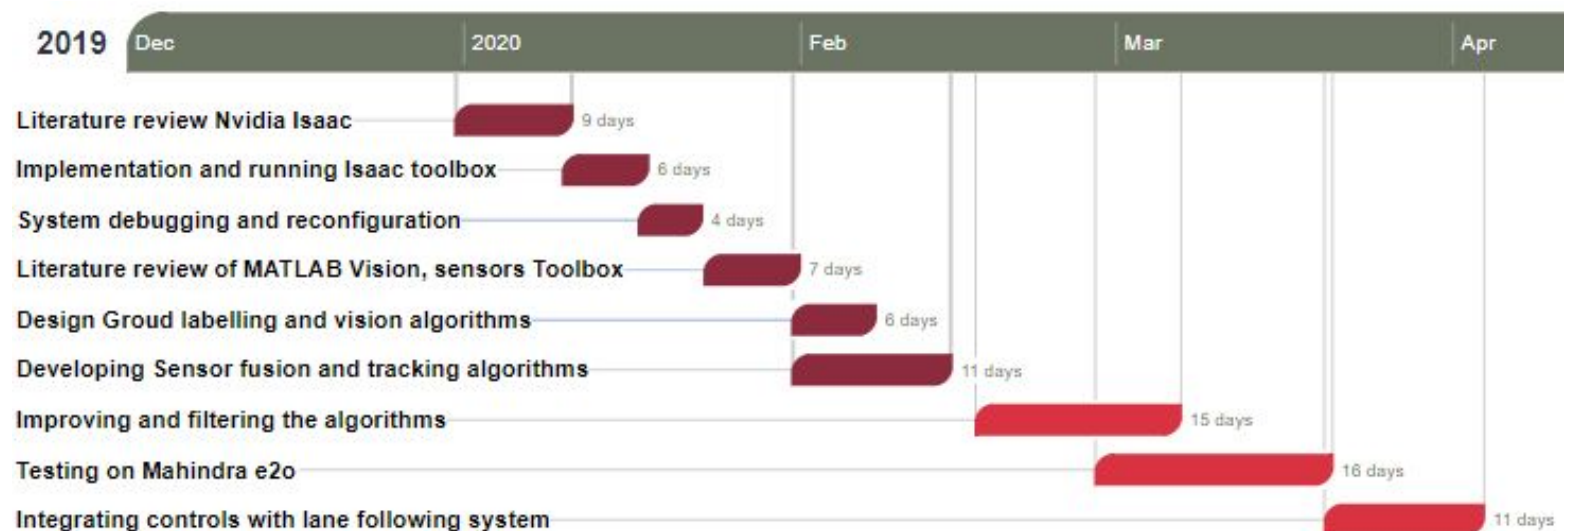 2019 Dec 2020 Feb Mar Apr
Literature review Nvidia Isaac 9 days
Implementation and running Isaac toolbox 6 days
System debugging and reconfiguration 4 days
Literature review of MATLAB Vision, sensors Toolbox 7 days
Design Groud labelling and vision algorithms 6 days
Developing Sensor fusion and tracking algorithms 11 days
Improving and filtering the algorithms 15 days
Testing on Mahindra e2o 16 days
Integrating controls with lane following system 11 days